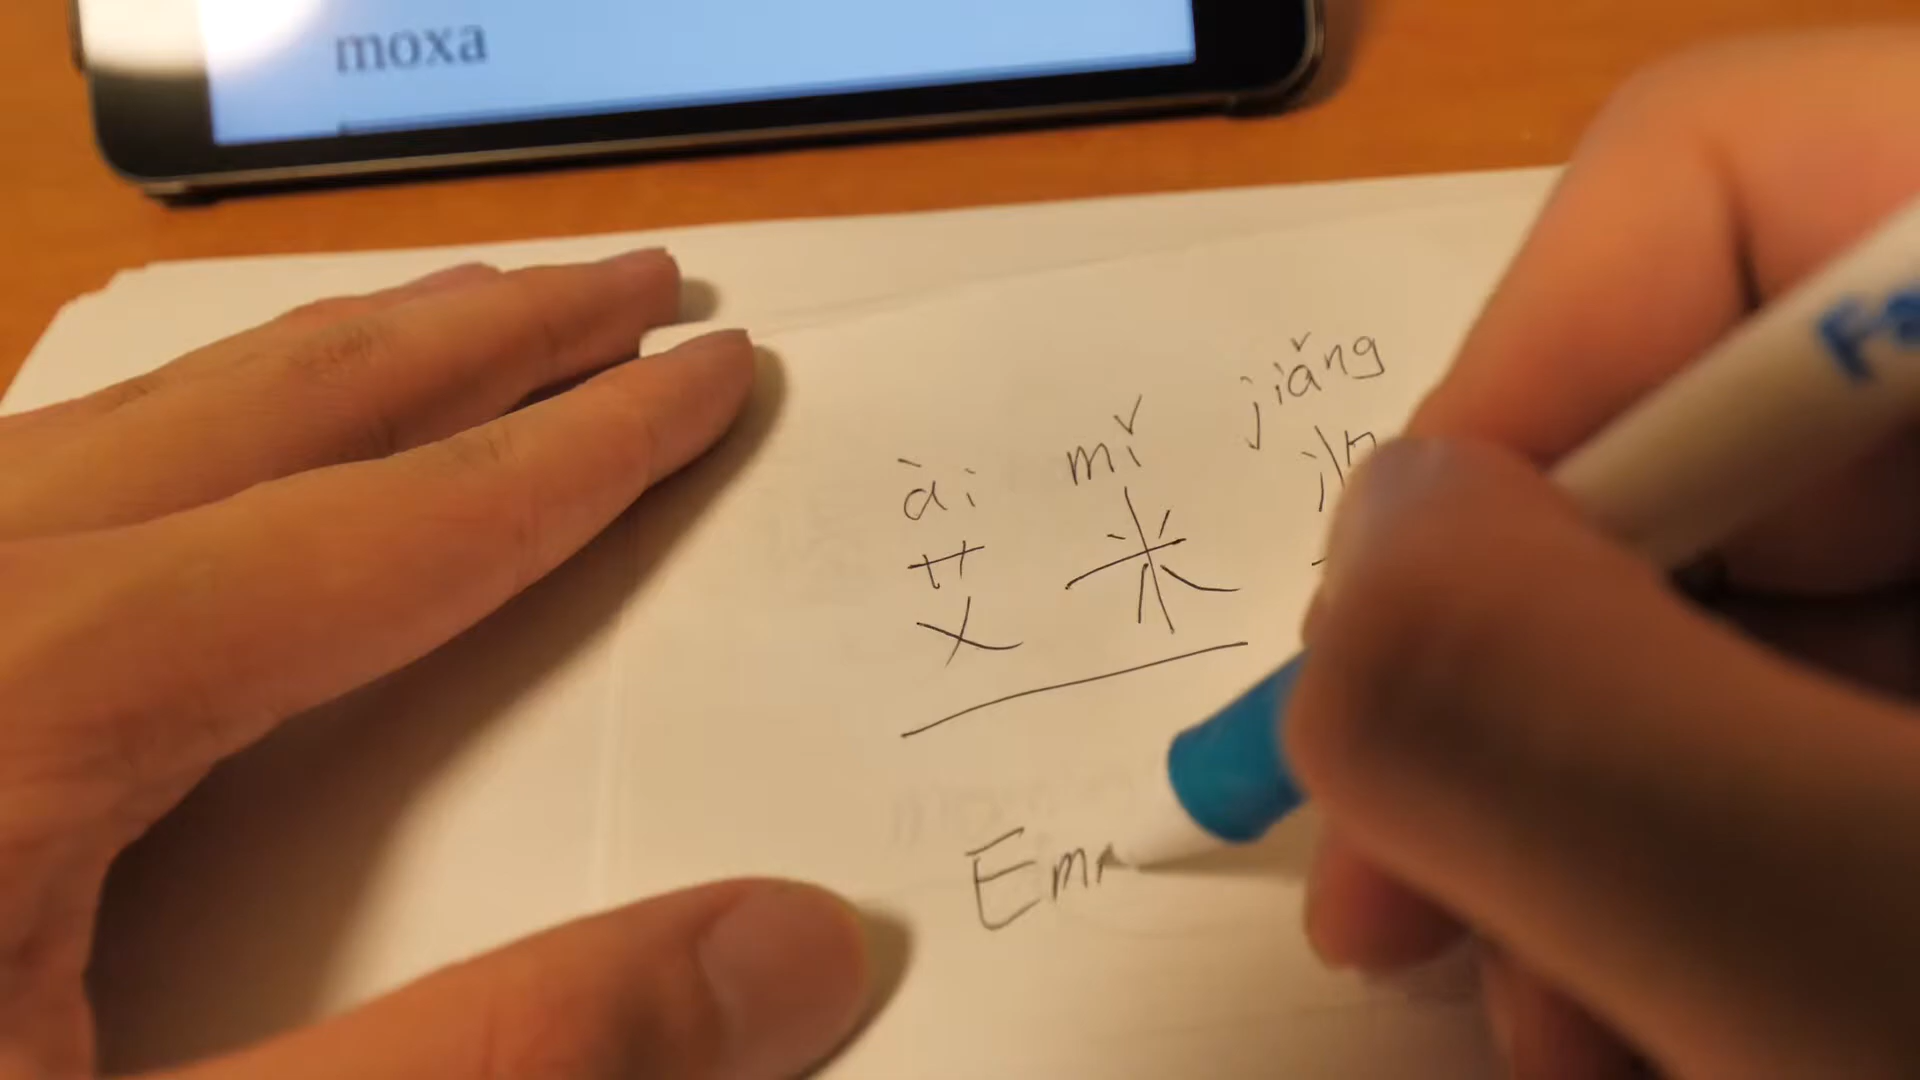 moxa
ài mǐ jiǎng
艾 米
Em